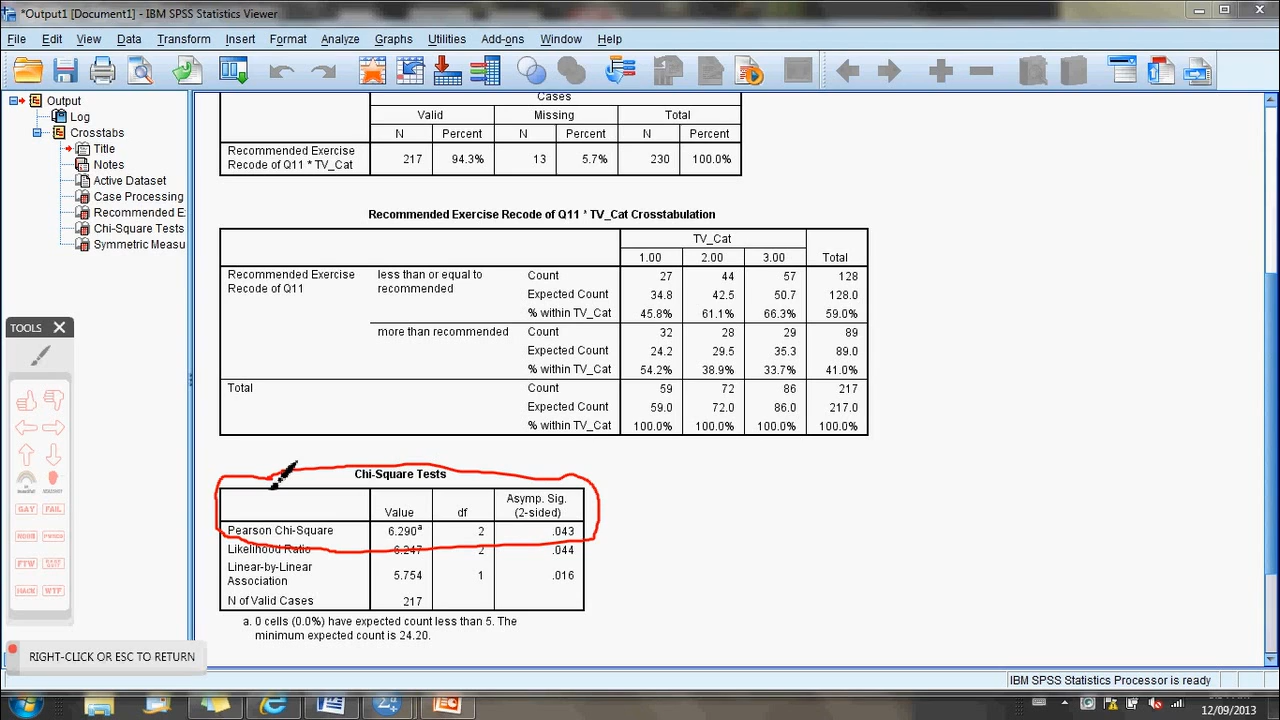 *Output1 [Document1] - IBM SPSS Statistics Viewer
File Edit View Data Transform Insert Format Analyze Graphs Utilities Add-ons Window Help
Output
Log
Crosstabs
Title
Notes
Active Dataset
Case Processing
Recommended E
Chi-Square Tests
Symmetric Measu
TOOLS
GAY FAIL
FTW
HACK WTF
RIGHT-CLICK OR ESC TO RETURN
Cases
Valid Missing Total
N Percent N Percent N Percent
Recommended Exercise
Recode of Q11 * TV_Cat 217 94.3% 13 5.7% 230 100.0%
Recommended Exercise Recode of Q11 * TV_Cat Crosstabulation
TV_Cat
1.00 2.00 3.00 Total
Recommended Exercise less than or equal to Count 27 44 57 128
Recode of Q11 recommended Expected Count 34.8 42.5 50.7 128.0
% within TV_Cat 45.8% 61.1% 66.3% 59.0%
more than recommended Count 32 28 29 89
Expected Count 24.2 29.5 35.3 89.0
% within TV_Cat 54.2% 38.9% 33.7% 41.0%
Total Count 59 72 86 217
Expected Count 59.0 72.0 86.0 217.0
% within TV_Cat 100.0% 100.0% 100.0% 100.0%
Chi-Square Tests
Value df Asymp. Sig. (2-sided)
Pearson Chi-Square 6.290a 2 .043
Likelihood Ratio 6.247 2 .044
Linear-by-Linear
Association 5.754 1 .016
N of Valid Cases 217
a. 0 cells (0.0%) have expected count less than 5. The
minimum expected count is 24.20.
IBM SPSS Statistics Processor is ready
12/09/2013